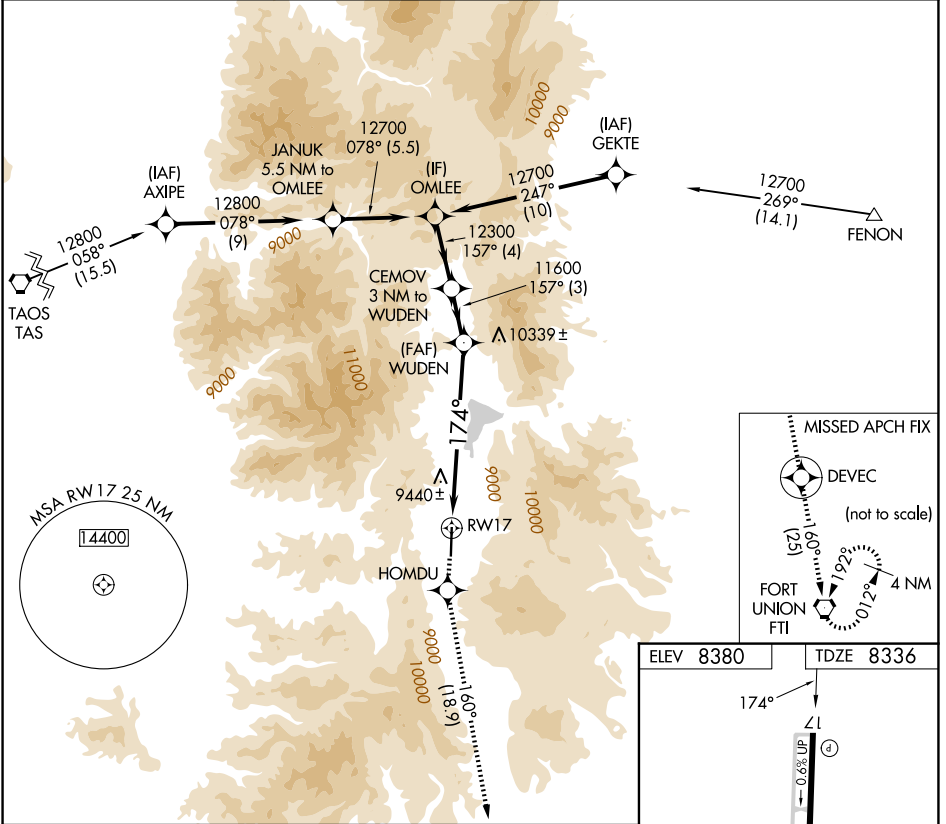 10000
9000
(IAF)
GEKTE
12700
078° (5.5)
JANUK
5.5 NM to
OMLEE
(IF)
OMLEE
(IAF)
AXIPE
12700
247°
(10)
12700
269°
(14.1)
FENON
12800
078°
(9)
9000
12800
058°
(15.5)
TAOS
TAS
12300
157° (4)
CEMOV
3 NM to
WUDEN
11600
157° (3)
10339±
(FAF)
WUDEN
9000
11000
174°
9440±
9000
10000
RW17
HOMDU
MSA RW17 25 NM
14400
9000
10000
160°
(18.9)
MISSED APCH FIX
DEVEC
(not to scale)
160°
(25)
192°
012°
4 NM
FORT
UNION
FTI
ELEV 8380
TDZE 8336
174°
17
P
0.6% UP